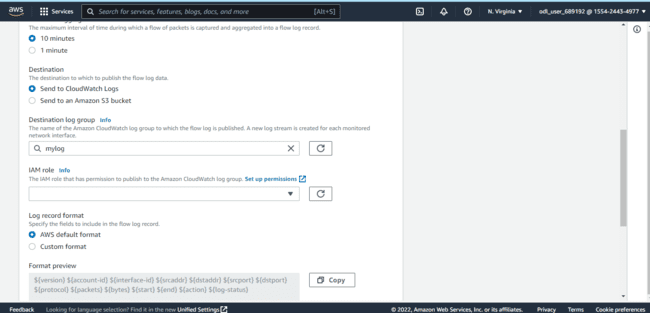 aws
Services
Search for services, features, blogs, docs, and more
[Alt+S]
N. Virginia
odl_user_689192 @ 1554-2443-4977
The maximum interval of time during which a flow of packets is captured and aggregated into a flow log record.
10 minutes
1 minute
Destination
The destination to which to publish the flow log data.
Send to CloudWatch Logs
Send to an Amazon S3 bucket
Destination log group Info
The name of the Amazon CloudWatch log group to which the flow log is published. A new log stream is created for each monitored
network interface.
mylog
IAM role Info
The IAM role that has permission to publish to the Amazon CloudWatch log group. Set up permissions
Log record format
Specify the fields to include in the flow log record.
AWS default format
Custom format
Format preview
${version} ${account-id} ${interface-id} ${srcaddr} ${dstaddr} ${srcport} ${dstport}
${protocol} ${packets} ${bytes} ${start} ${end} ${action} ${log-status}
Copy
Feedback
Looking for language selection? Find it in the new Unified Settings
© 2022, Amazon Web Services, Inc. or its affiliates.
Privacy
Terms
Cookie preferences